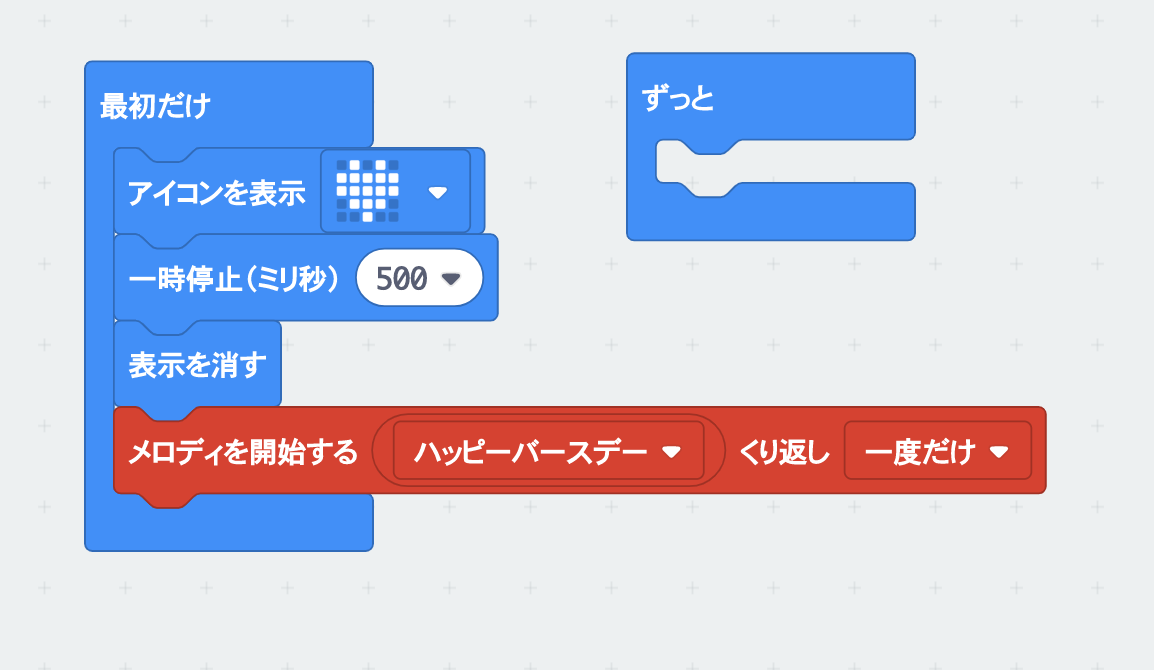 最初だけ
アイコンを表示
一時停止(ミリ秒) 500
表示を消す
メロディを開始する ハッピーバースデー くり返し 一度だけ
ずっと